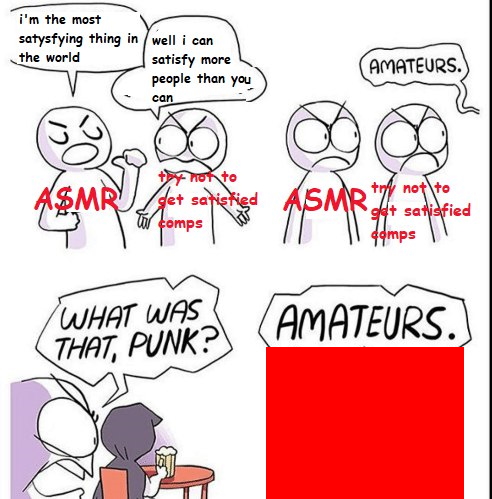 i'm the most
satysfying thing in
the world
well i can
satisfy more
people than you
can
ASMR
try not to
get satisfied
comps
AMATEURS.
ASMR
try not to
get satisfied
comps
WHAT WAS
THAT, PUNK?
AMATEURS.